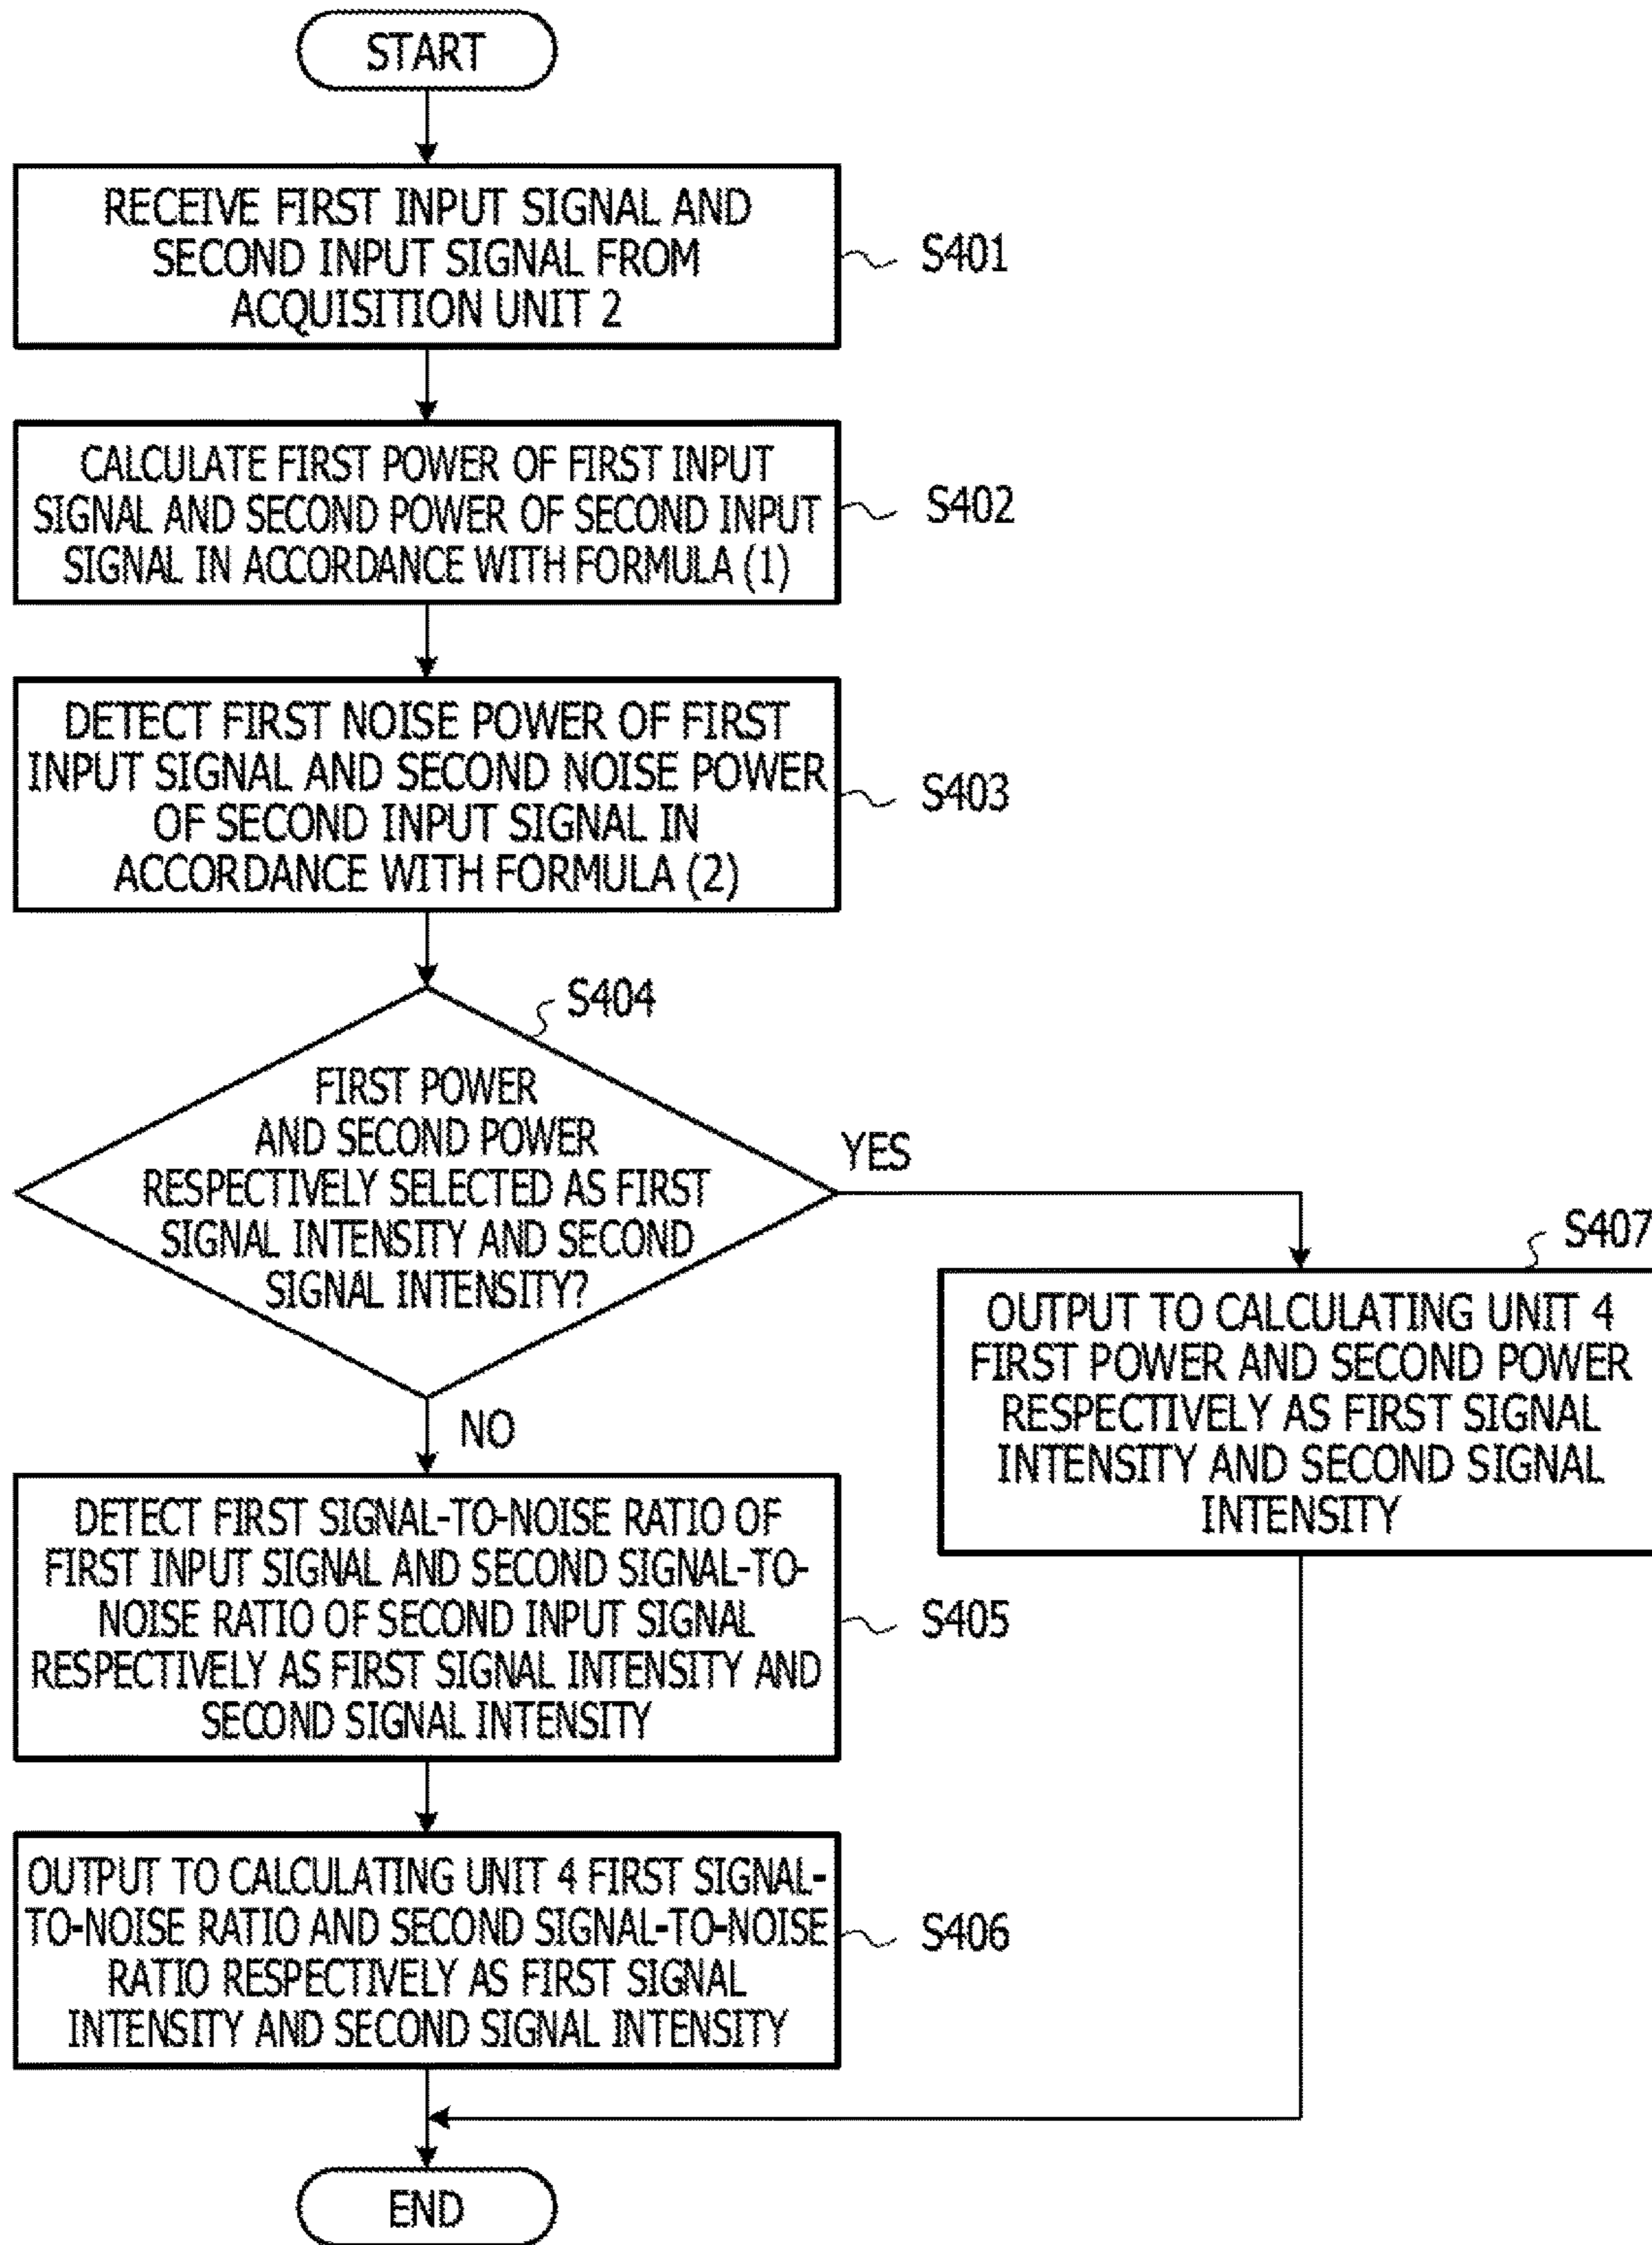 START
RECEIVE FIRST INPUT SIGNAL AND
SECOND INPUT SIGNAL FROM
ACQUISITION UNIT 2
S401
CALCULATE FIRST POWER OF FIRST INPUT
SIGNAL AND SECOND POWER OF SECOND INPUT
SIGNAL IN ACCORDANCE WITH FORMULA (1)
S402
DETECT FIRST NOISE POWER OF FIRST
INPUT SIGNAL AND SECOND NOISE POWER
OF SECOND INPUT SIGNAL IN
ACCORDANCE WITH FORMULA (2)
S403
S404
FIRST POWER
AND SECOND POWER
RESPECTIVELY SELECTED AS FIRST
SIGNAL INTENSITY AND SECOND
SIGNAL INTENSITY?
YES
S407
OUTPUT TO CALCULATING UNIT 4
FIRST POWER AND SECOND POWER
RESPECTIVELY AS FIRST SIGNAL
INTENSITY AND SECOND SIGNAL
INTENSITY
NO
DETECT FIRST SIGNAL-TO-NOISE RATIO OF
FIRST INPUT SIGNAL AND SECOND SIGNAL-TO-
NOISE RATIO OF SECOND INPUT SIGNAL
RESPECTIVELY AS FIRST SIGNAL INTENSITY AND
SECOND SIGNAL INTENSITY
S405
OUTPUT TO CALCULATING UNIT 4 FIRST SIGNAL-
TO-NOISE RATIO AND SECOND SIGNAL-TO-NOISE
RATIO RESPECTIVELY AS FIRST SIGNAL
INTENSITY AND SECOND SIGNAL INTENSITY
S406
END